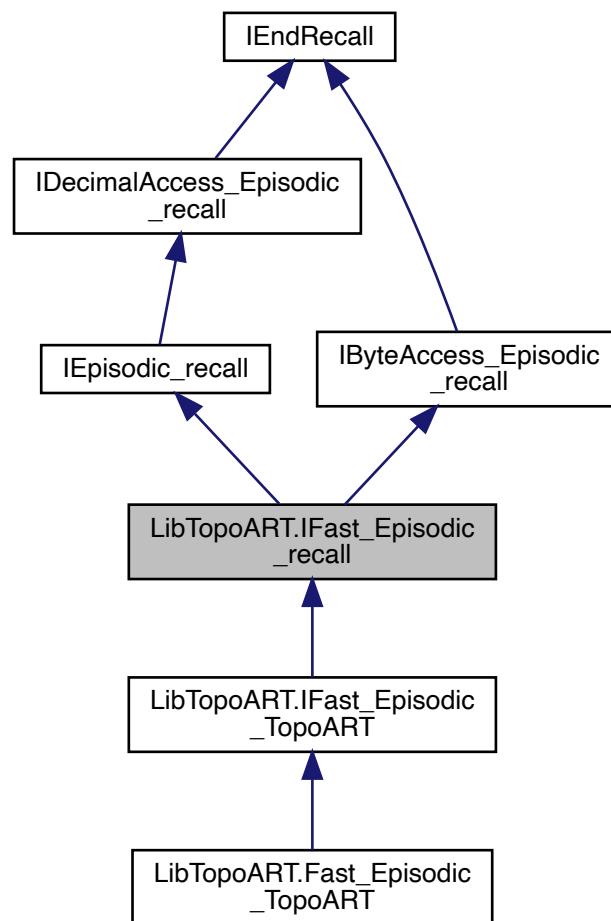 IEndRecall
IDecimalAccess_Episodic
_recall
IEpisodic_recall
IByteAccess_Episodic
_recall
LibTopoART.IFast_Episodic
_recall
LibTopoART.IFast_Episodic
_TopoART
LibTopoART.Fast_Episodic
_TopoART